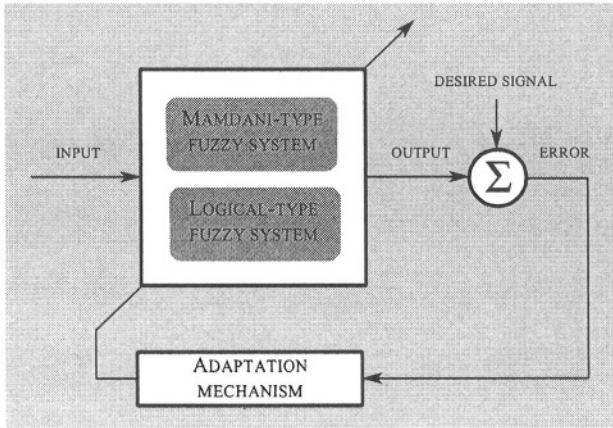 DESIRED SIGNAL
MAMDANI-TYPE
FUZZY SYSTEM
INPUT
OUTPUT
Σ
ERROR
LOGICAL-TYPE
FUZZY SYSTEM
ADAPTATION
MECHANISM